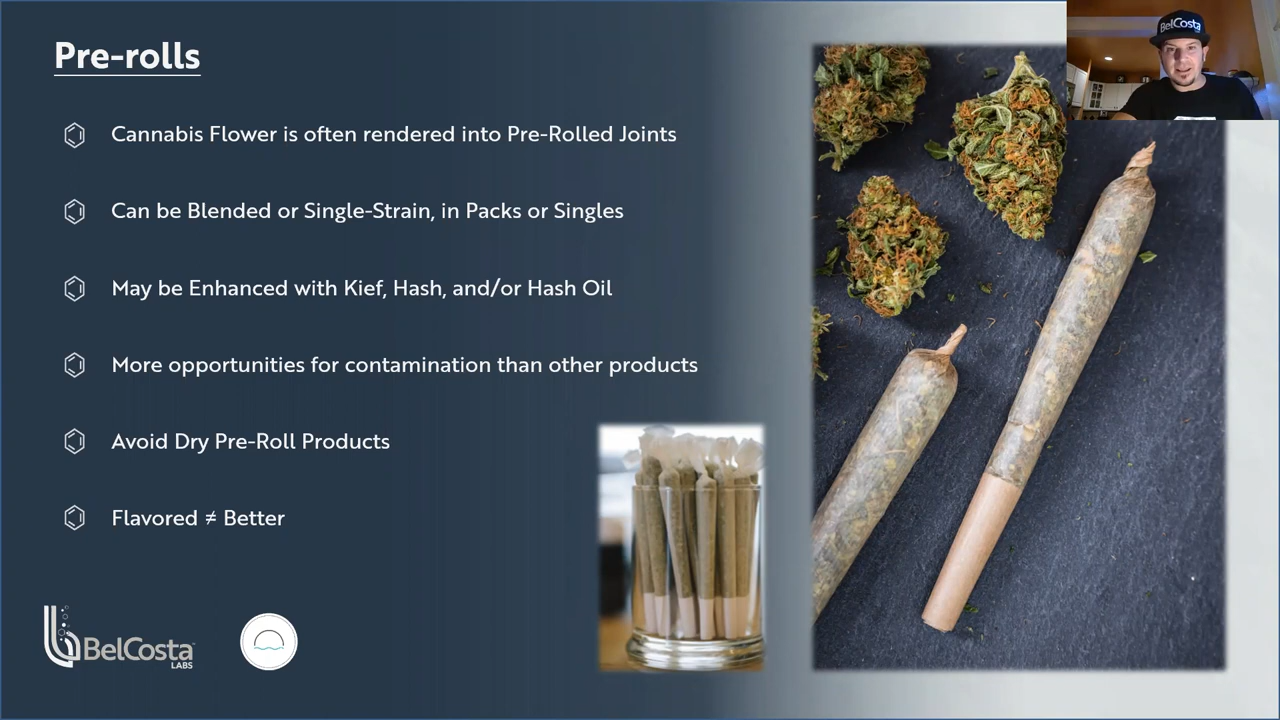 Pre-rolls
BelCosta
Cannabis Flower is often rendered into Pre-Rolled Joints
Can be Blended or Single-Strain, in Packs or Singles
May be Enhanced with Kief, Hash, and/or Hash Oil
More opportunities for contamination than other products
Avoid Dry Pre-Roll Products
Flavored ≠ Better
BelCosta
LABS